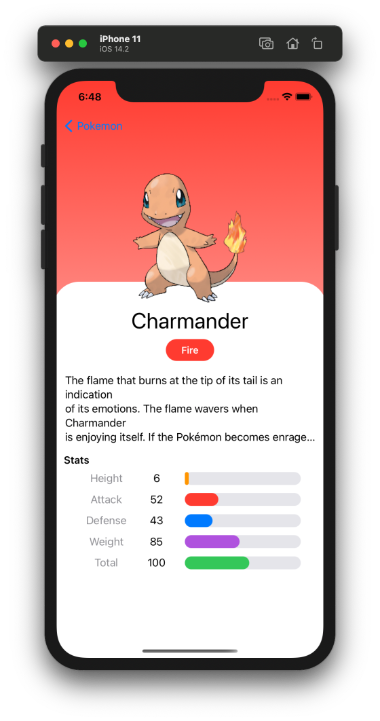 iPhone 11
iOS 14.2
6:48
Pokemon
Charmander
Fire
The flame that burns at the tip of its tail is an
indication
of its emotions. The flame wavers when
Charmander
is enjoying itself. If the Pokémon becomes enrage...
Stats
Height 6
Attack 52
Defense 43
Weight 85
Total 100